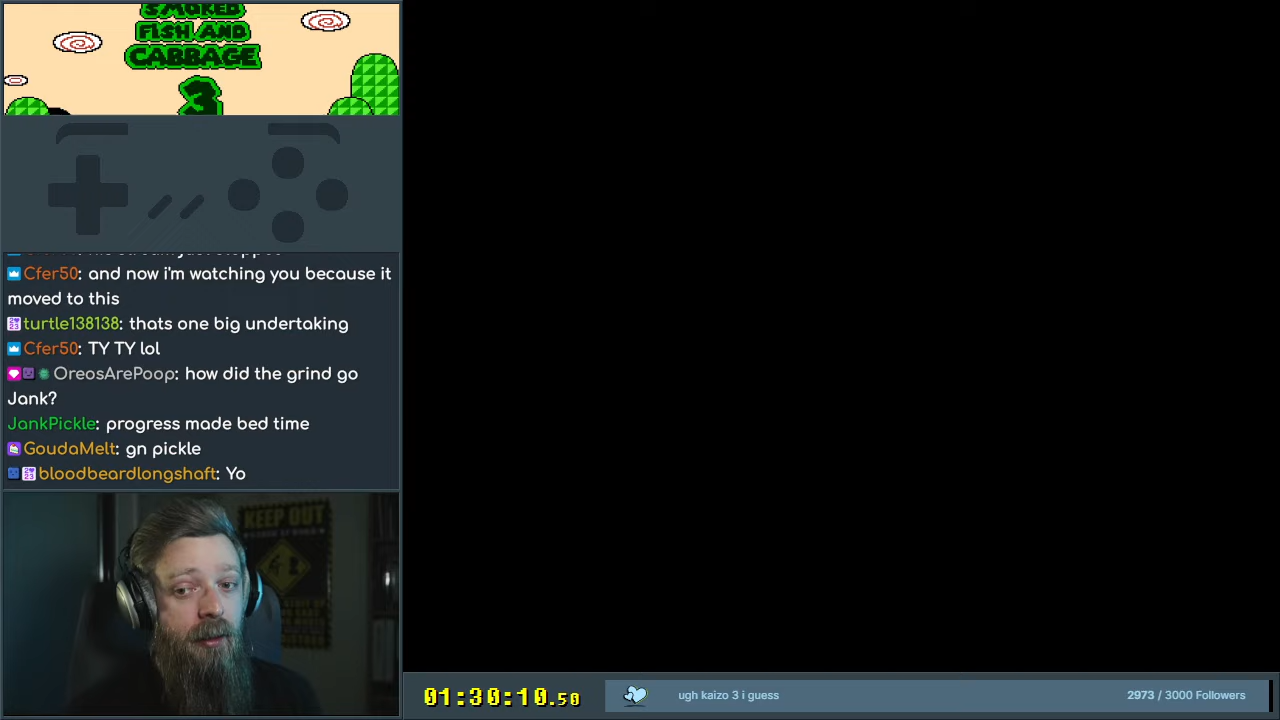 SMOKED
FISH AND
CABBAGE
3
Cfer50: and now i'm watching you because it
moved to this
turtle138138: thats one big undertaking
Cfer50: TY TY lol
OreosArePoop: how did the grind go
Jank?
JankPickle: progress made bed time
GoudaMelt: gn pickle
bloodbeardlongshaft: Yo
KEEP OUT
01:30:10.50
ugh kaizo 3 i guess
2973 / 3000 Followers